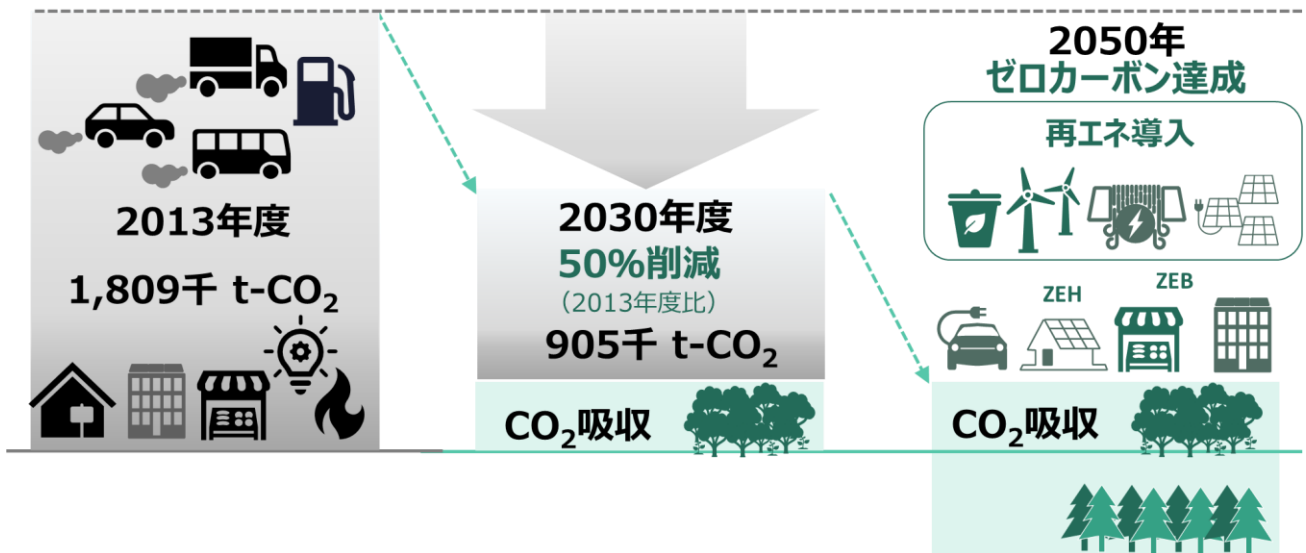 2013年度
1,809千 t-CO₂
2030年度
50%削減
（2013年度比）
905千 t-CO₂
CO₂吸収
2050年
ゼロカーボン達成
再エネ導入
ZEH
ZEB
CO₂吸収